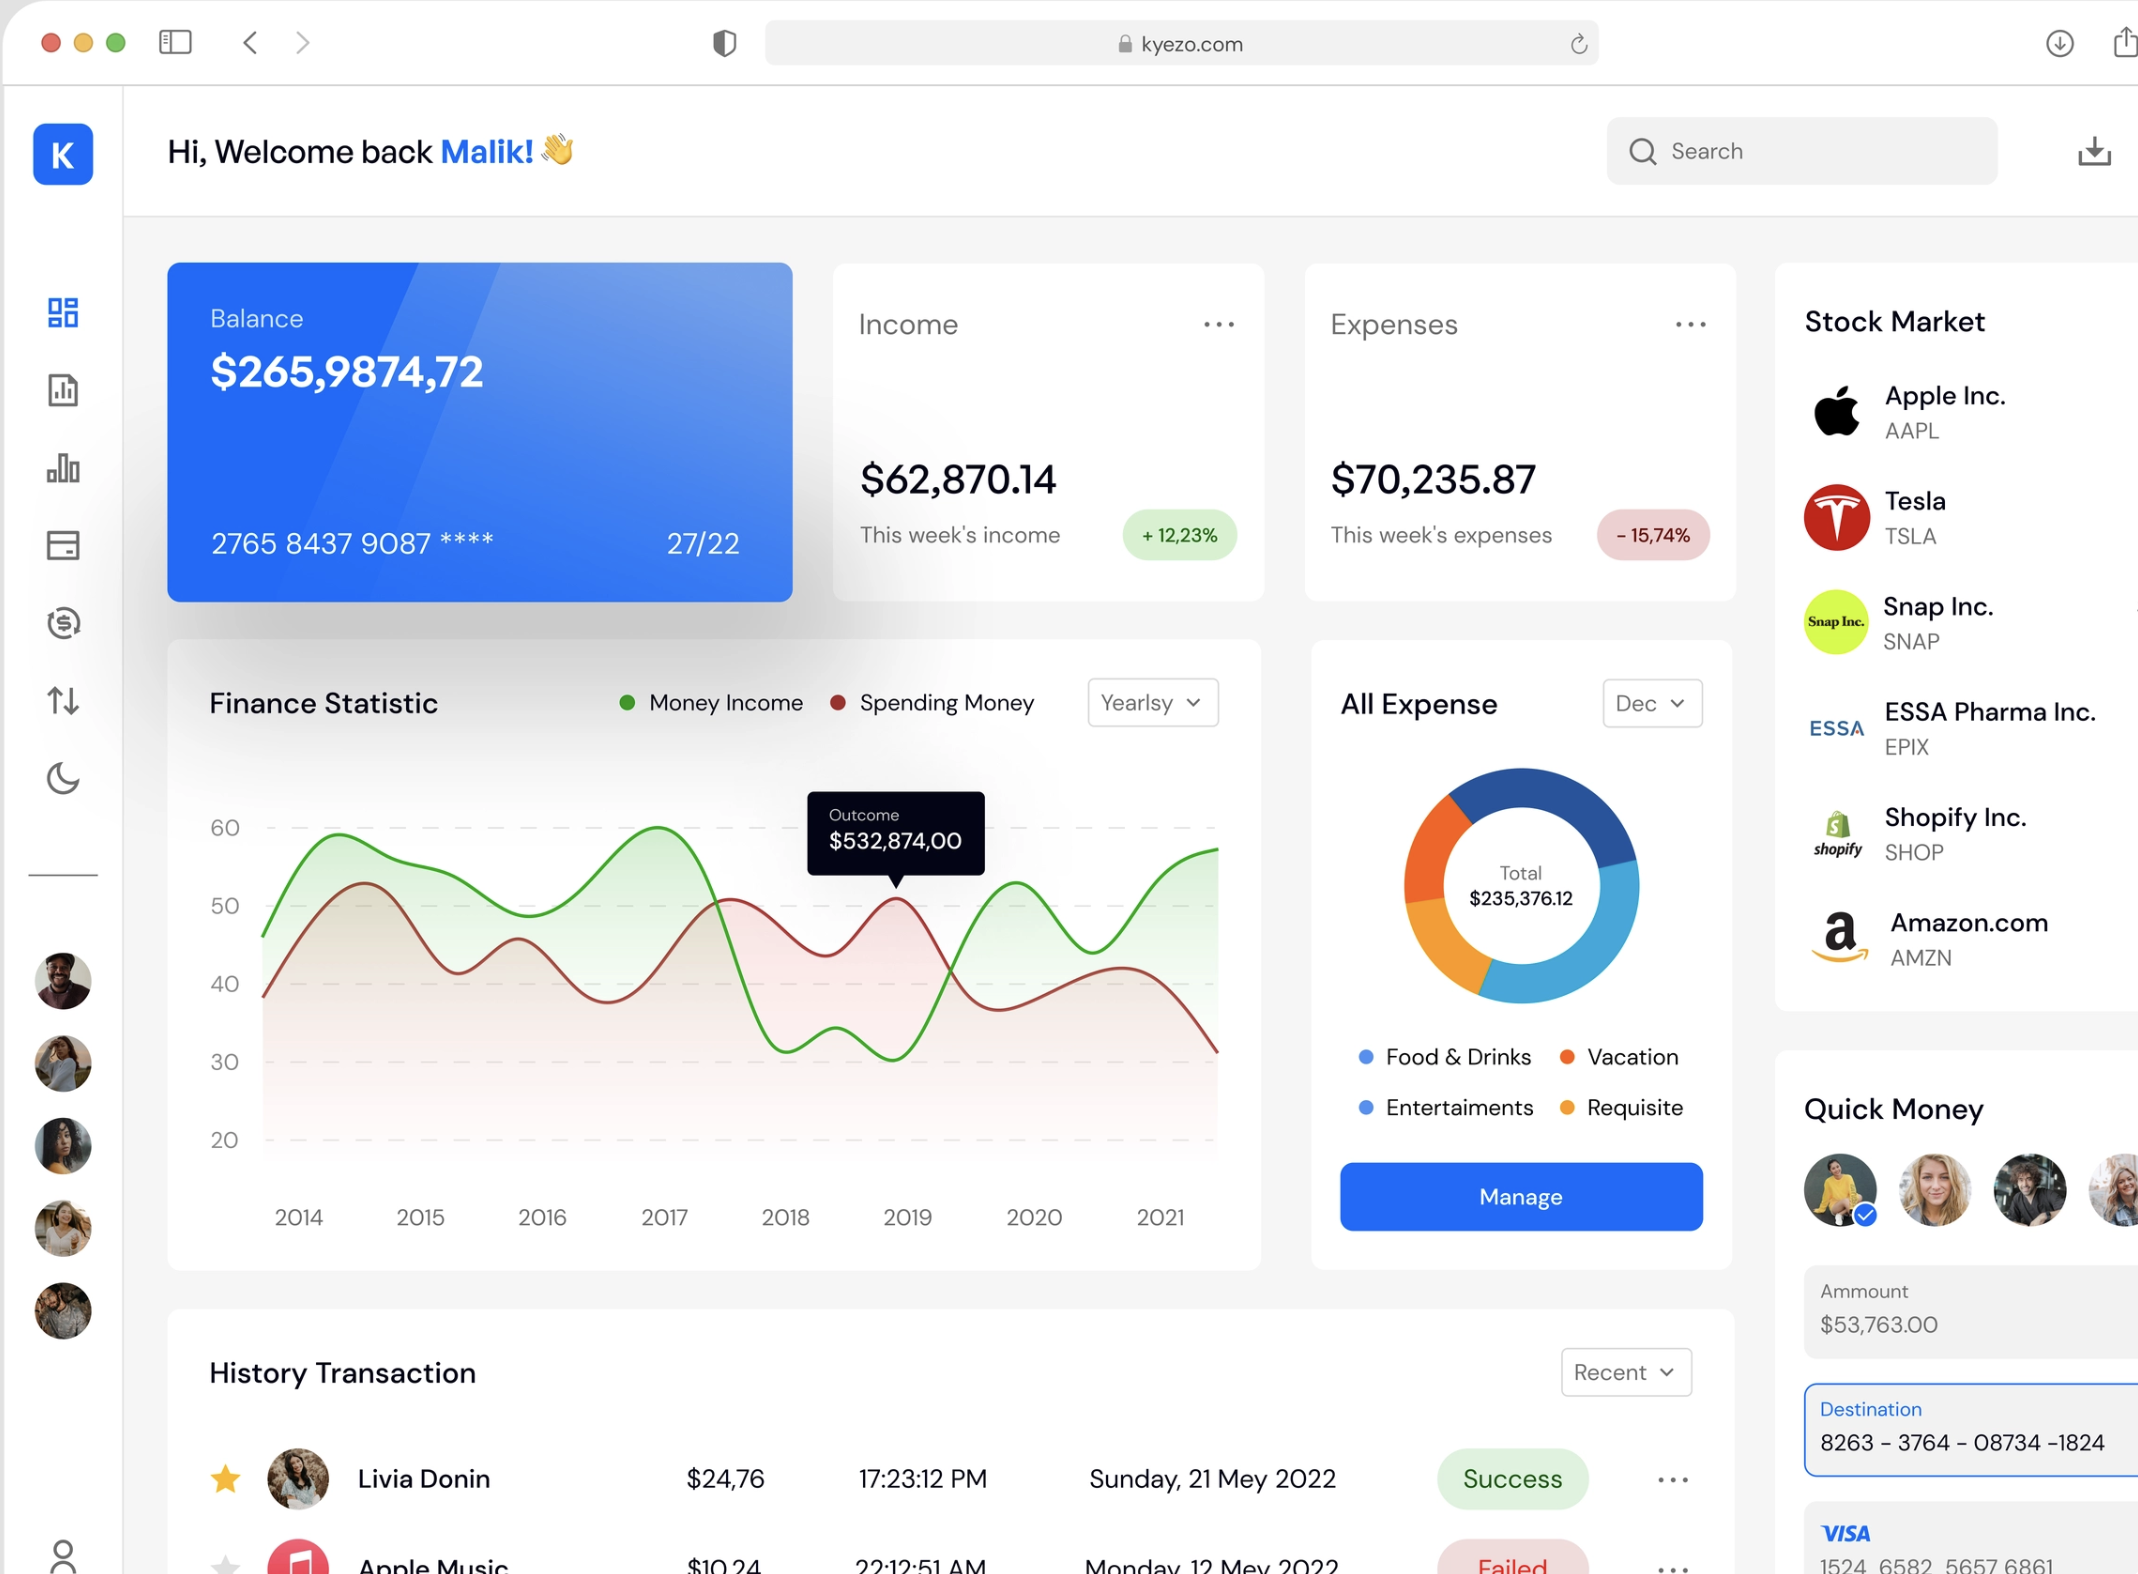 kyezo.com
K
Hi, Welcome back Malik! 👋
Search
Balance
$265,9874,72
2765 8437 9087 ****
27/22
Income
$62,870.14
This week's income
+ 12,23%
Expenses
$70,235.87
This week's expenses
- 15,74%
Finance Statistic
Money Income
Spending Money
Yearlsy
Outcome
$532,874,00
60
50
40
30
20
2014
2015
2016
2017
2018
2019
2020
2021
All Expense
Dec
Total
$235,376.12
Food & Drinks
Vacation
Entertaiments
Requisite
Manage
Stock Market
Apple Inc.
AAPL
Tesla
TSLA
Snap Inc.
Snap Inc.
SNAP
ESSA
ESSA Pharma Inc.
EPIX
shopify
Shopify Inc.
SHOP
a
Amazon.com
AMZN
Quick Money
Ammount
$53,763.00
Destination
8263 - 3764 - 08734 -1824
VISA
1524 6582 5657 6861
History Transaction
Recent
Livia Donin
$24,76
17:23:12 PM
Sunday, 21 Mey 2022
Success
Apple Music
$10,24
22:12:51 AM
Monday, 12 Mey 2022
Failed